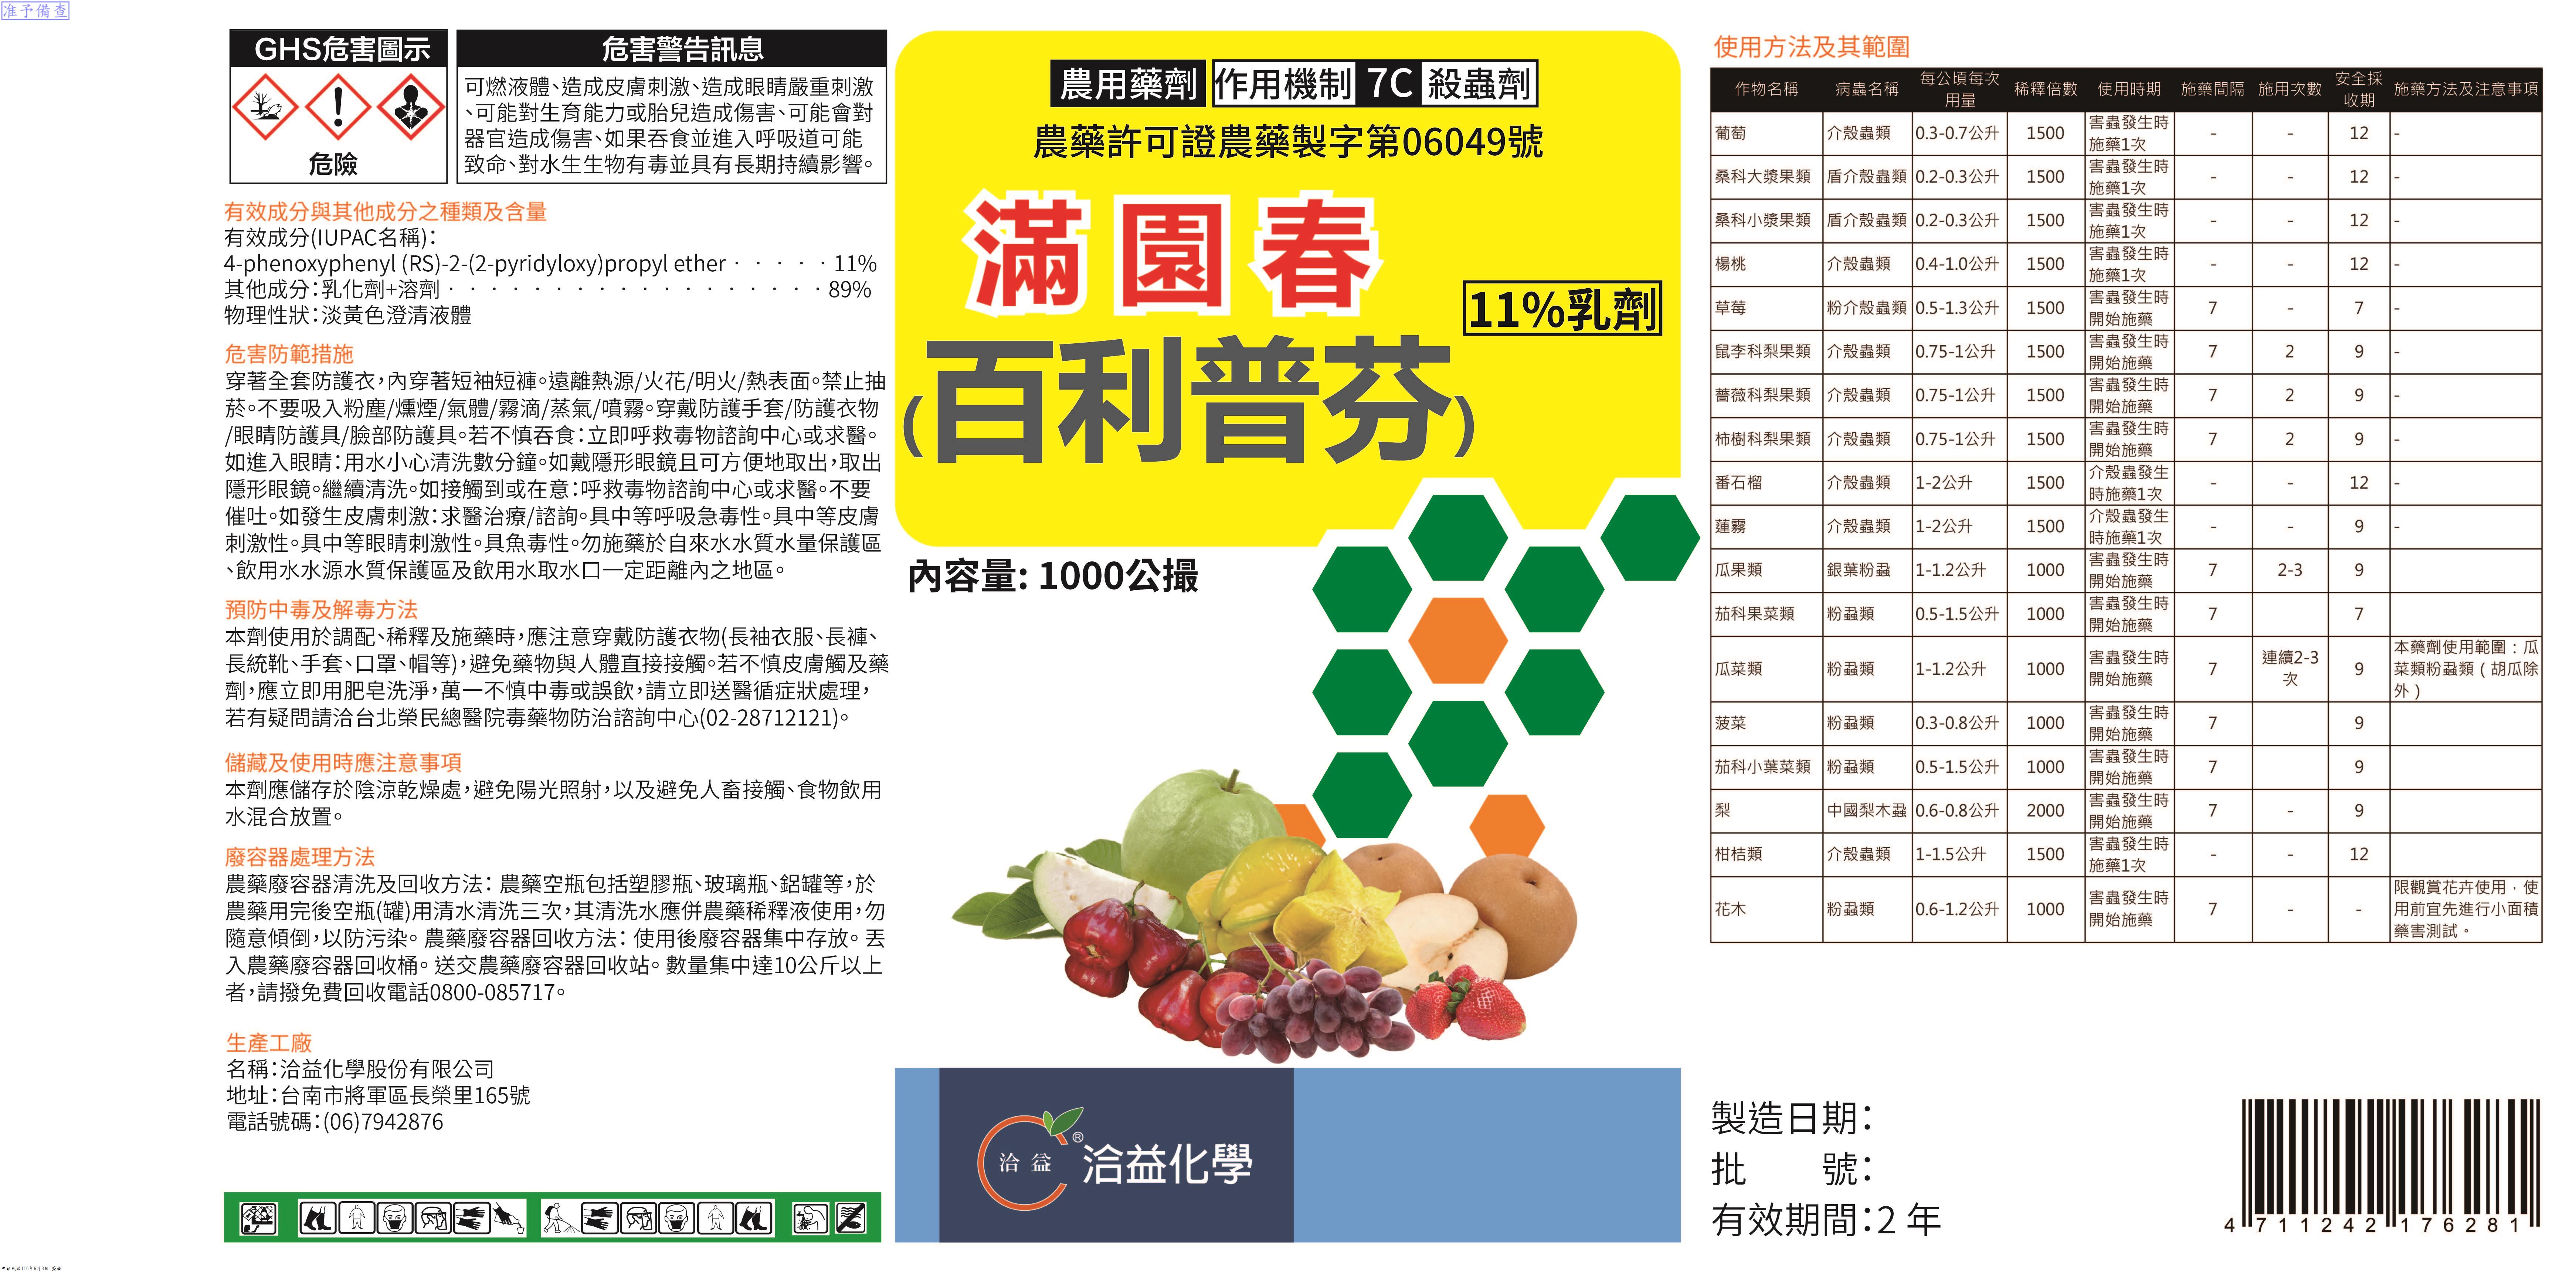 准予備查
GHS危害圖示
危險
危害警告訊息
可燃液體、造成皮膚刺激、造成眼睛嚴重刺激
、可能對生育能力或胎兒造成傷害、可能會對
器官造成傷害、如果吞食並進入呼吸道可能
致命、對水生生物有毒並具有長期持續影響。
有效成分與其他成分之種類及含量
有效成分(IUPAC名稱)：
4-phenoxyphenyl (RS)-2-(2-pyridyloxy)propyl ether · · · · · 11%
其他成分：乳化劑+溶劑 · · · · · · · · · · · · · · · · · · 89%
物理性狀：淡黃色澄清液體
危害防範措施
穿著全套防護衣，內穿著短袖短褲。遠離熱源/火花/明火/熱表面。禁止抽
菸。不要吸入粉塵/燻煙/氣體/霧滴/蒸氣/噴霧。穿戴防護手套/防護衣物
/眼睛防護具/臉部防護具。若不慎吞食：立即呼救毒物諮詢中心或求醫。
如進入眼睛：用水小心清洗數分鐘。如戴隱形眼鏡且可方便地取出，取出
隱形眼鏡。繼續清洗。如接觸到或在意：呼救毒物諮詢中心或求醫。不要
催吐。如發生皮膚刺激：求醫治療/諮詢。具中等呼吸急毒性。具中等皮膚
刺激性。具中等眼睛刺激性。具魚毒性。勿施藥於自來水水質水量保護區
、飲用水水源水質保護區及飲用水取水口一定距離內之地區。
預防中毒及解毒方法
本劑使用於調配、稀釋及施藥時，應注意穿戴防護衣物(長袖衣服、長褲、
長統靴、手套、口罩、帽等)，避免藥物與人體直接接觸。若不慎皮膚觸及藥
劑，應立即用肥皂洗淨，萬一不慎中毒或誤飲，請立即送醫循症狀處理，
若有疑問請洽台北榮民總醫院毒藥物防治諮詢中心(02-28712121)。
儲藏及使用時應注意事項
本劑應儲存於陰涼乾燥處，避免陽光照射，以及避免人畜接觸、食物飲用
水混合放置。
廢容器處理方法
農藥廢容器清洗及回收方法：農藥空瓶包括塑膠瓶、玻璃瓶、鋁罐等，於
農藥用完後空瓶(罐)用清水清洗三次，其清洗水應併農藥稀釋液使用，勿
隨意傾倒，以防污染。農藥廢容器回收方法：使用後廢容器集中存放。丟
入農藥廢容器回收桶。送交農藥廢容器回收站。數量集中達10公斤以上
者，請撥免費回收電話0800-085717。
生產工廠
名稱：洽益化學股份有限公司
地址：台南市將軍區長榮里165號
電話號碼：(06)7942876
農用藥劑 作用機制 7C 殺蟲劑
農藥許可證農藥製字第06049號
滿園春
11%乳劑
(百利普芬)
內容量: 1000公撮
洽益 ® 洽益化學
使用方法及其範圍
作物名稱 病蟲名稱 每公頃每次用量 稀釋倍數 使用時期 施藥間隔 施用次數 安全採收期 施藥方法及注意事項
葡萄 介殼蟲類 0.3-0.7公升 1500 害蟲發生時施藥1次 - - 12 -
桑科大漿果類 盾介殼蟲類 0.2-0.3公升 1500 害蟲發生時施藥1次 - - 12 -
桑科小漿果類 盾介殼蟲類 0.2-0.3公升 1500 害蟲發生時施藥1次 - - 12 -
楊桃 介殼蟲類 0.4-1.0公升 1500 害蟲發生時施藥1次 - - 12 -
草莓 粉介殼蟲類 0.5-1.3公升 1500 害蟲發生時開始施藥 7 - 7 -
鼠李科梨果類 介殼蟲類 0.75-1公升 1500 害蟲發生時開始施藥 7 2 9 -
薔薇科梨果類 介殼蟲類 0.75-1公升 1500 害蟲發生時開始施藥 7 2 9 -
柿樹科梨果類 介殼蟲類 0.75-1公升 1500 害蟲發生時開始施藥 7 2 9 -
番石榴 介殼蟲類 1-2公升 1500 介殼蟲發生時施藥1次 - - 12 -
蓮霧 介殼蟲類 1-2公升 1500 介殼蟲發生時施藥1次 - - 9 -
瓜果類 銀葉粉蝨 1-1.2公升 1000 害蟲發生時開始施藥 7 2-3 9
茄科果菜類 粉蝨類 0.5-1.5公升 1000 害蟲發生時開始施藥 7 7
瓜菜類 粉蝨類 1-1.2公升 1000 害蟲發生時開始施藥 7 連續2-3次 9 本藥劑使用範圍：瓜菜類粉蝨類（胡瓜除外）
菠菜 粉蝨類 0.3-0.8公升 1000 害蟲發生時開始施藥 7 9
茄科小葉菜類 粉蝨類 0.5-1.5公升 1000 害蟲發生時開始施藥 7 9
梨 中國梨木蝨 0.6-0.8公升 2000 害蟲發生時開始施藥 7 - 9
柑桔類 介殼蟲類 1-1.5公升 1500 害蟲發生時施藥1次 - - 12
花木 粉蝨類 0.6-1.2公升 1000 害蟲發生時開始施藥 7 - - 限觀賞花卉使用，使用前宜先進行小面積藥害測試。
製造日期：
批 號：
有效期間：2 年
4 711242 176281